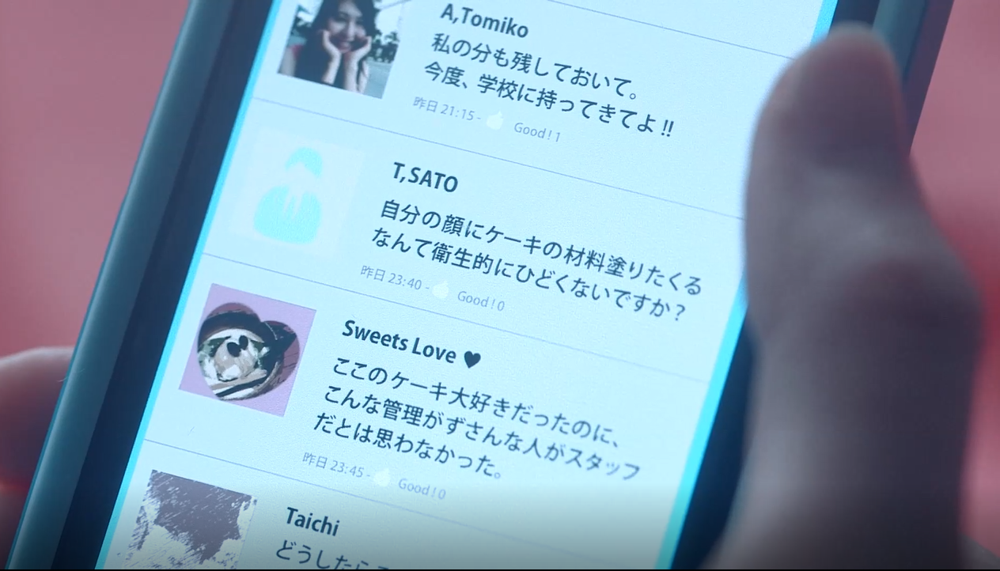 A,Tomiko
私の分も残しておいて。
今度、学校に持ってきてよ!!
昨日 21:15 - Good!1
T,SATO
自分の顔にケーキの材料塗りたくる
なんて衛生的にひどくないですか？
昨日 23:40 - Good!0
Sweets Love ♥
ここのケーキ大好きだったのに、
こんな管理がずさんな人がスタッフ
だとは思わなかった。
昨日 23:45 - Good!0
Taichi
どうしたら